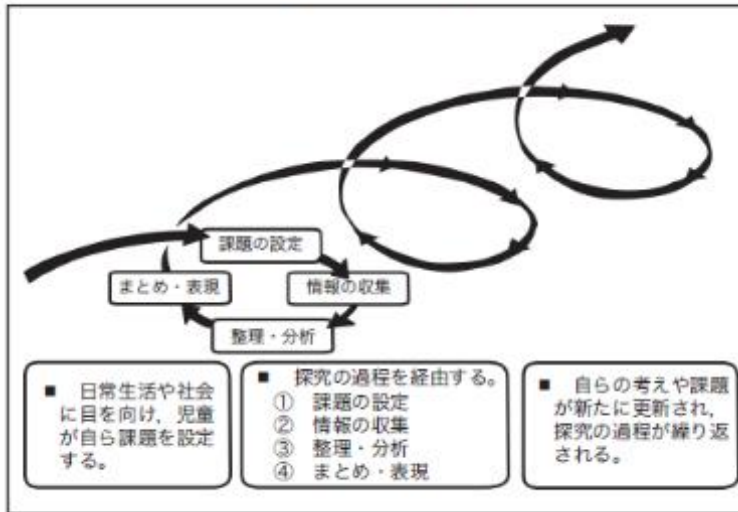 課題の設定
まとめ・表現
情報の収集
整理・分析
■ 日常生活や社会
に目を向け，児童
が自ら課題を設定
する。
■ 探究の過程を経由する。
① 課題の設定
② 情報の収集
③ 整理・分析
④ まとめ・表現
■ 自らの考えや課題
が新たに更新され，
探究の過程が繰り返
される。